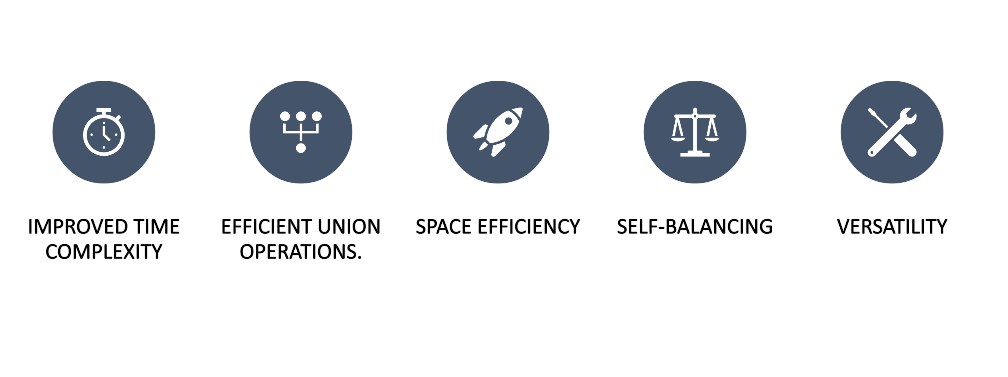 IMPROVED TIME
COMPLEXITY
EFFICIENT UNION
OPERATIONS.
SPACE EFFICIENCY
SELF-BALANCING
VERSATILITY